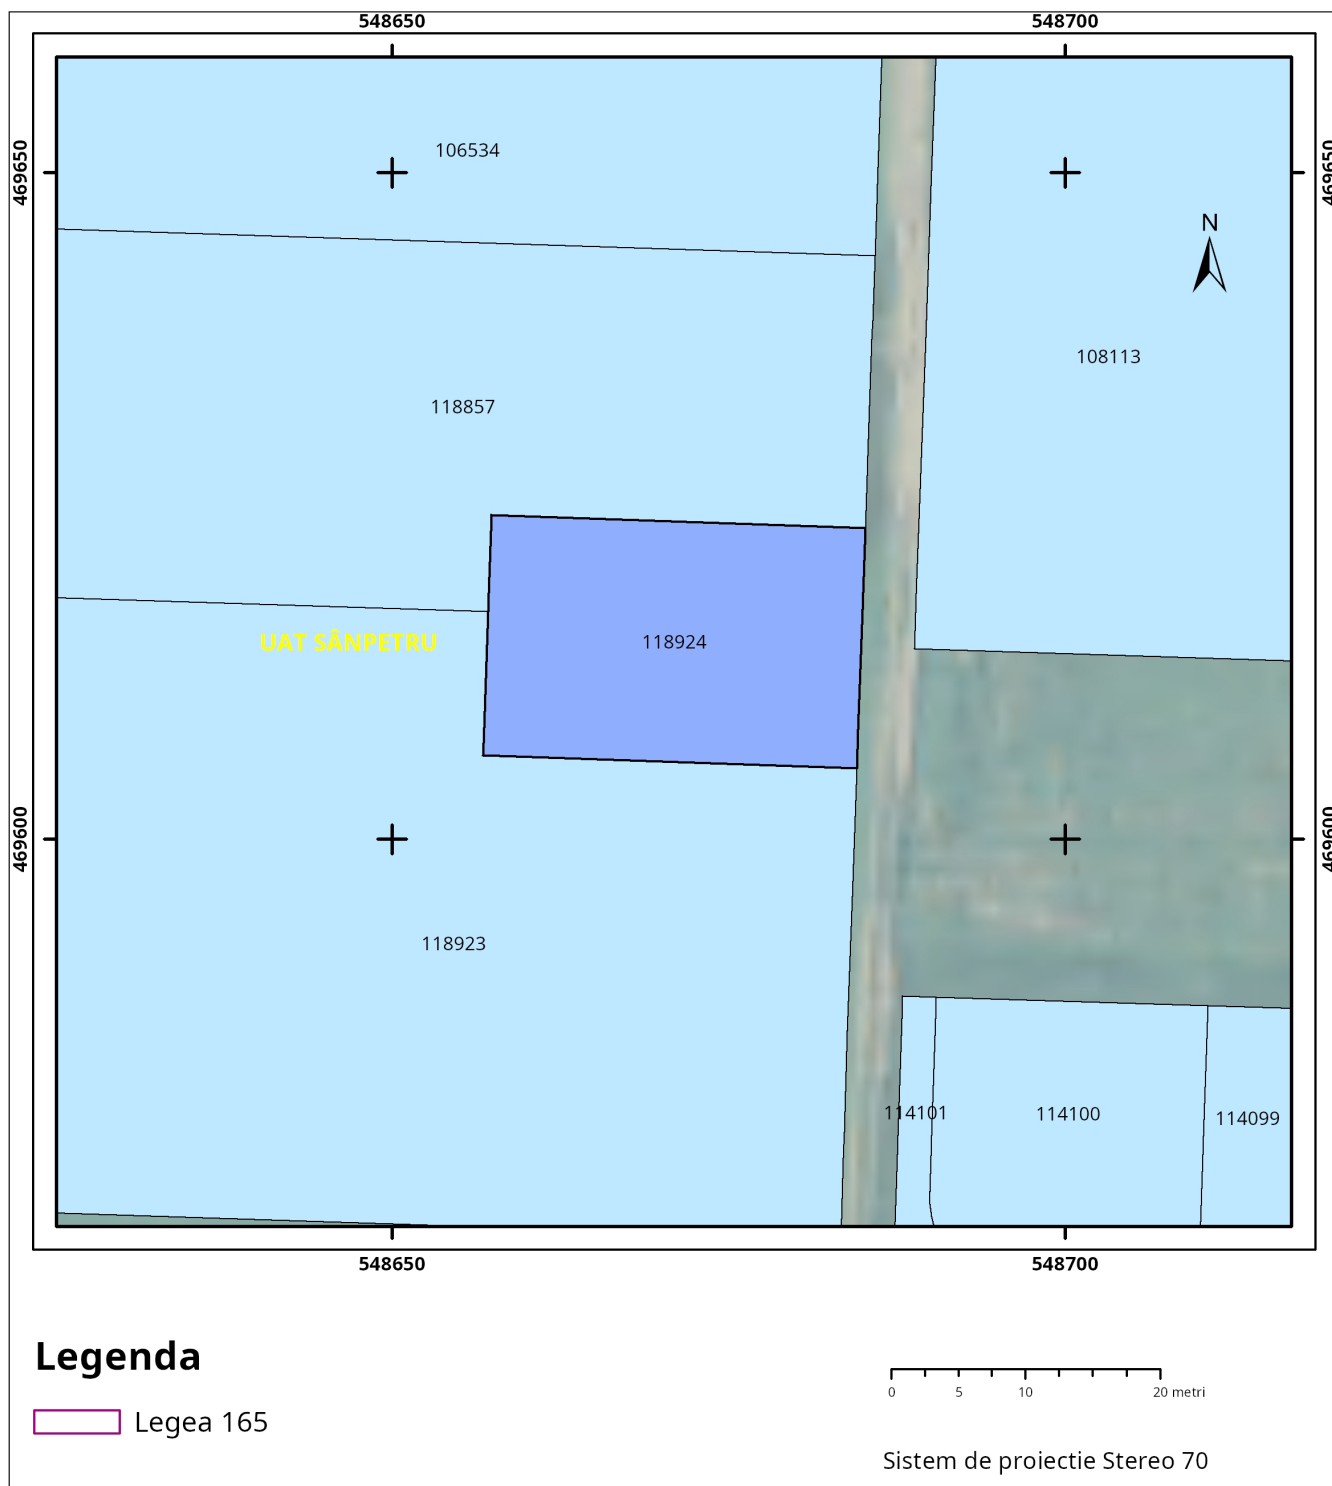 548650 548700
469650 469650
106534
N
108113
118857
UAT SÂNPETRU
118924
469600 469600
118923
114101 114100 114099
548650 548700
Legenda
Legea 165
0 5 10 20 metri
Sistem de proiectie Stereo 70